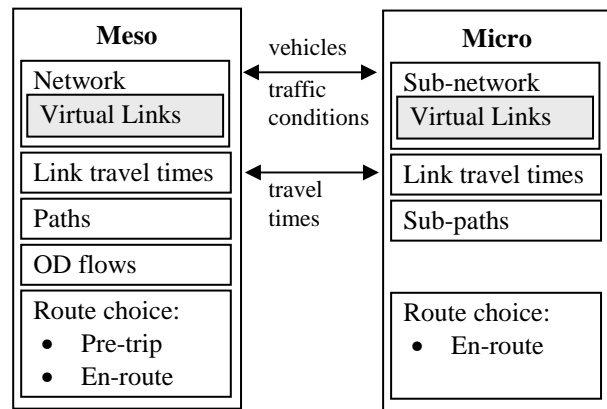 Meso
Network
Virtual Links
Link travel times
Paths
OD flows
Route choice:
• Pre-trip
• En-route
vehicles
traffic
conditions
travel
times
Micro
Sub-network
Virtual Links
Link travel times
Sub-paths
Route choice:
• En-route